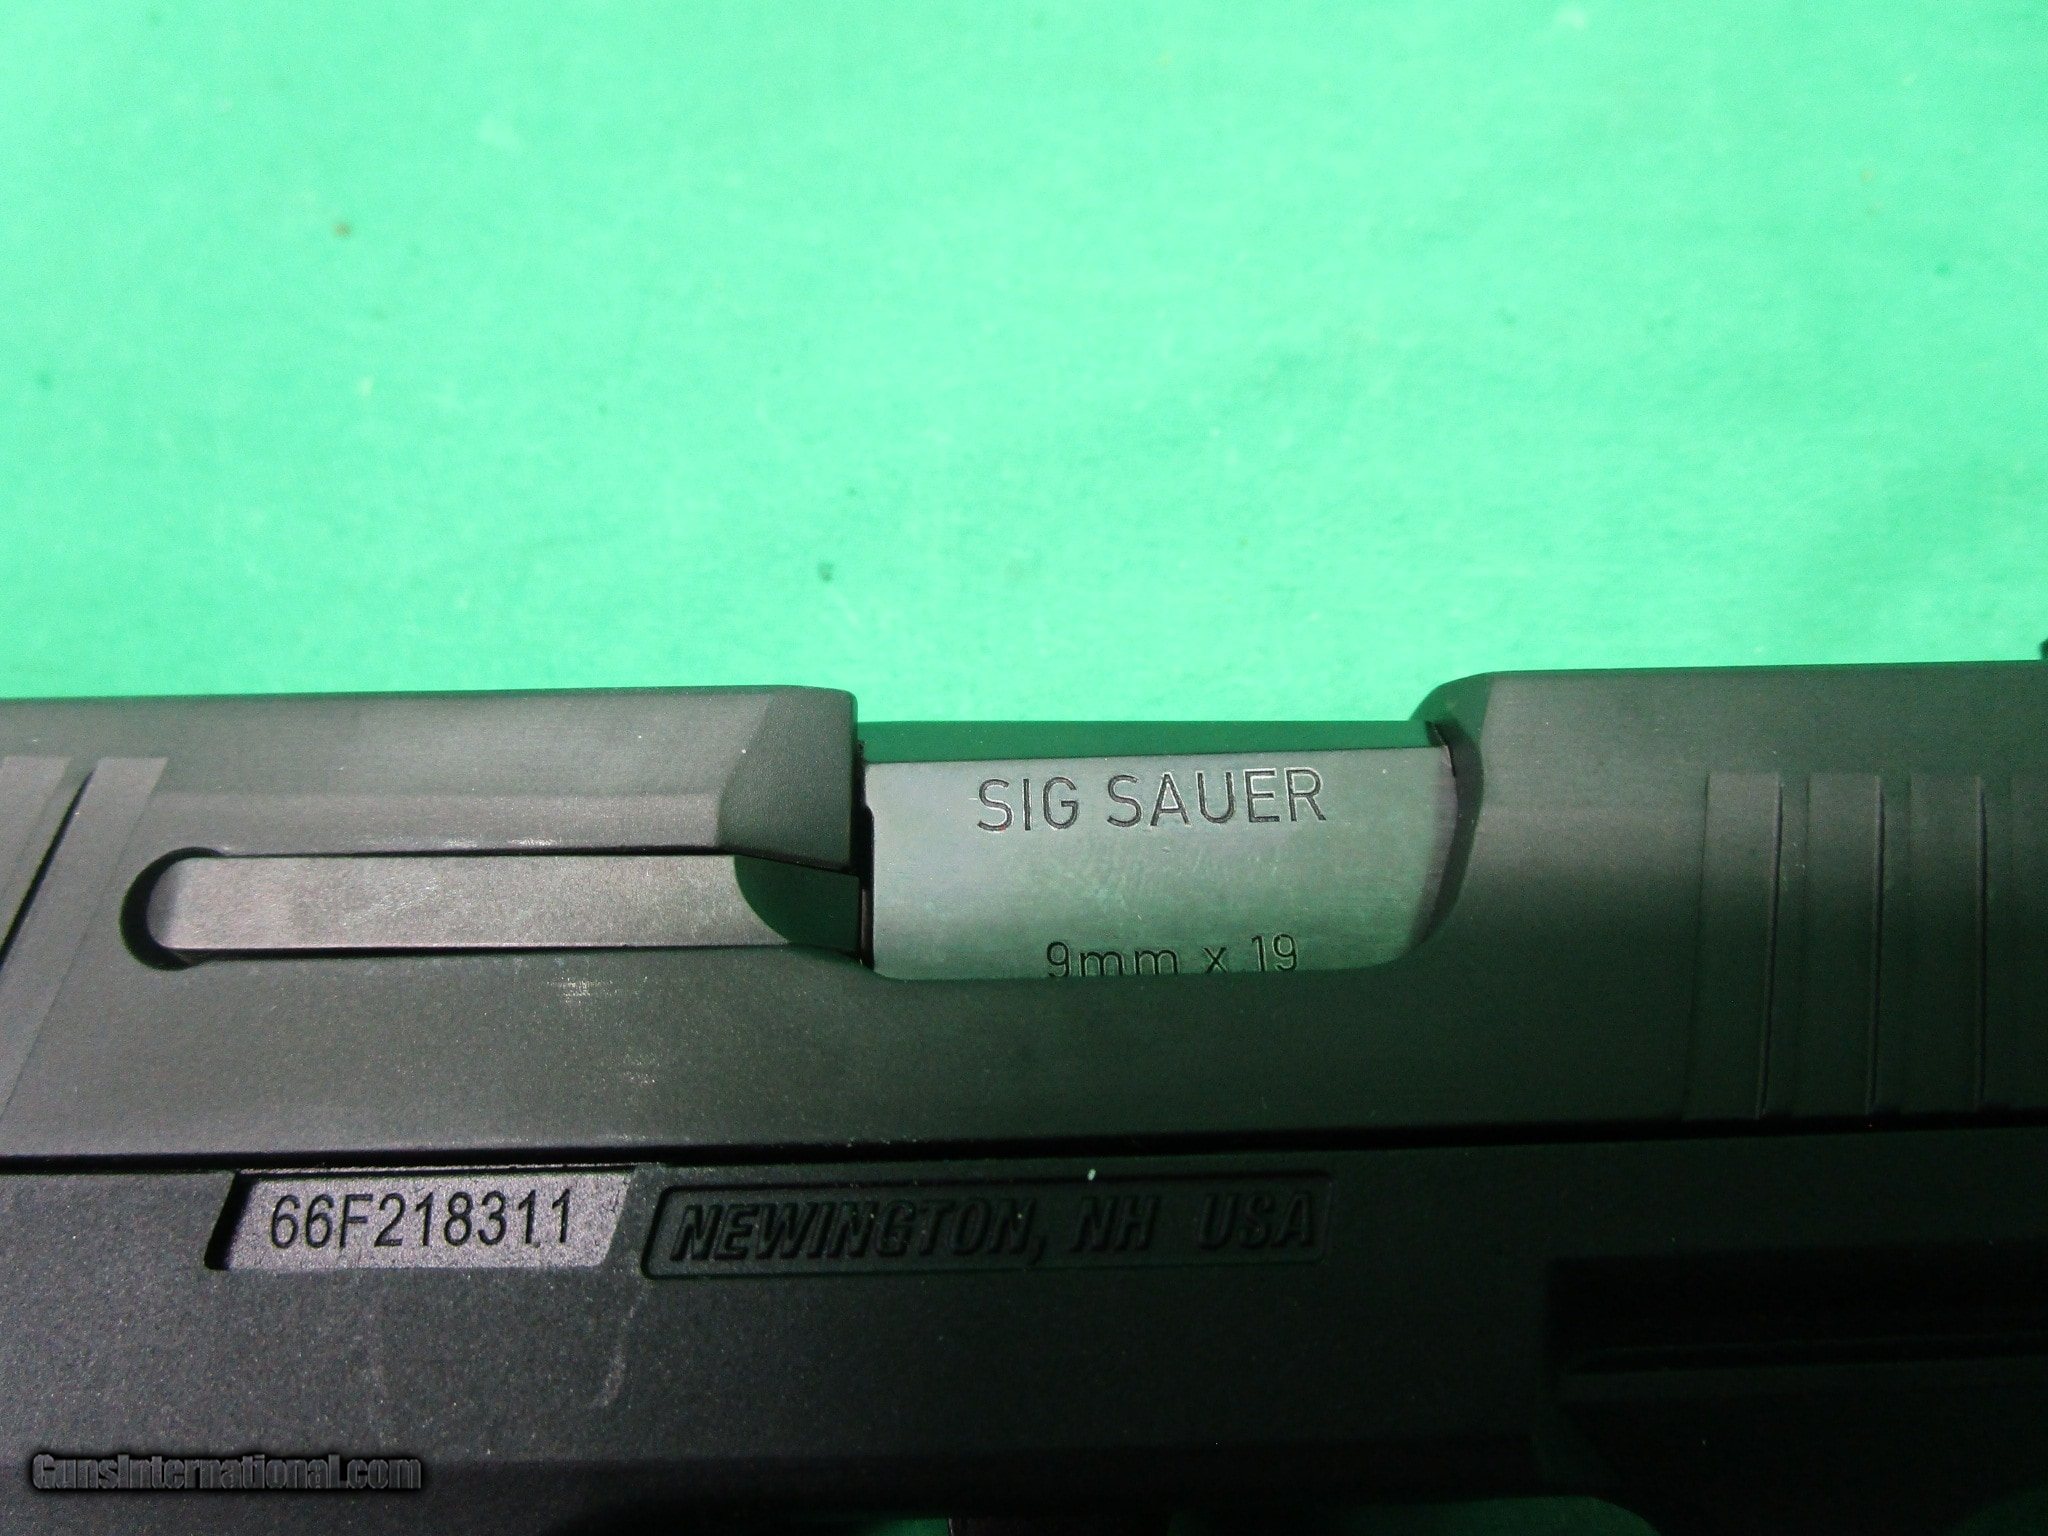 SIG SAUER
9mm x 19
66F218311
NEWINGTON, NH USA
GunsInternational.com